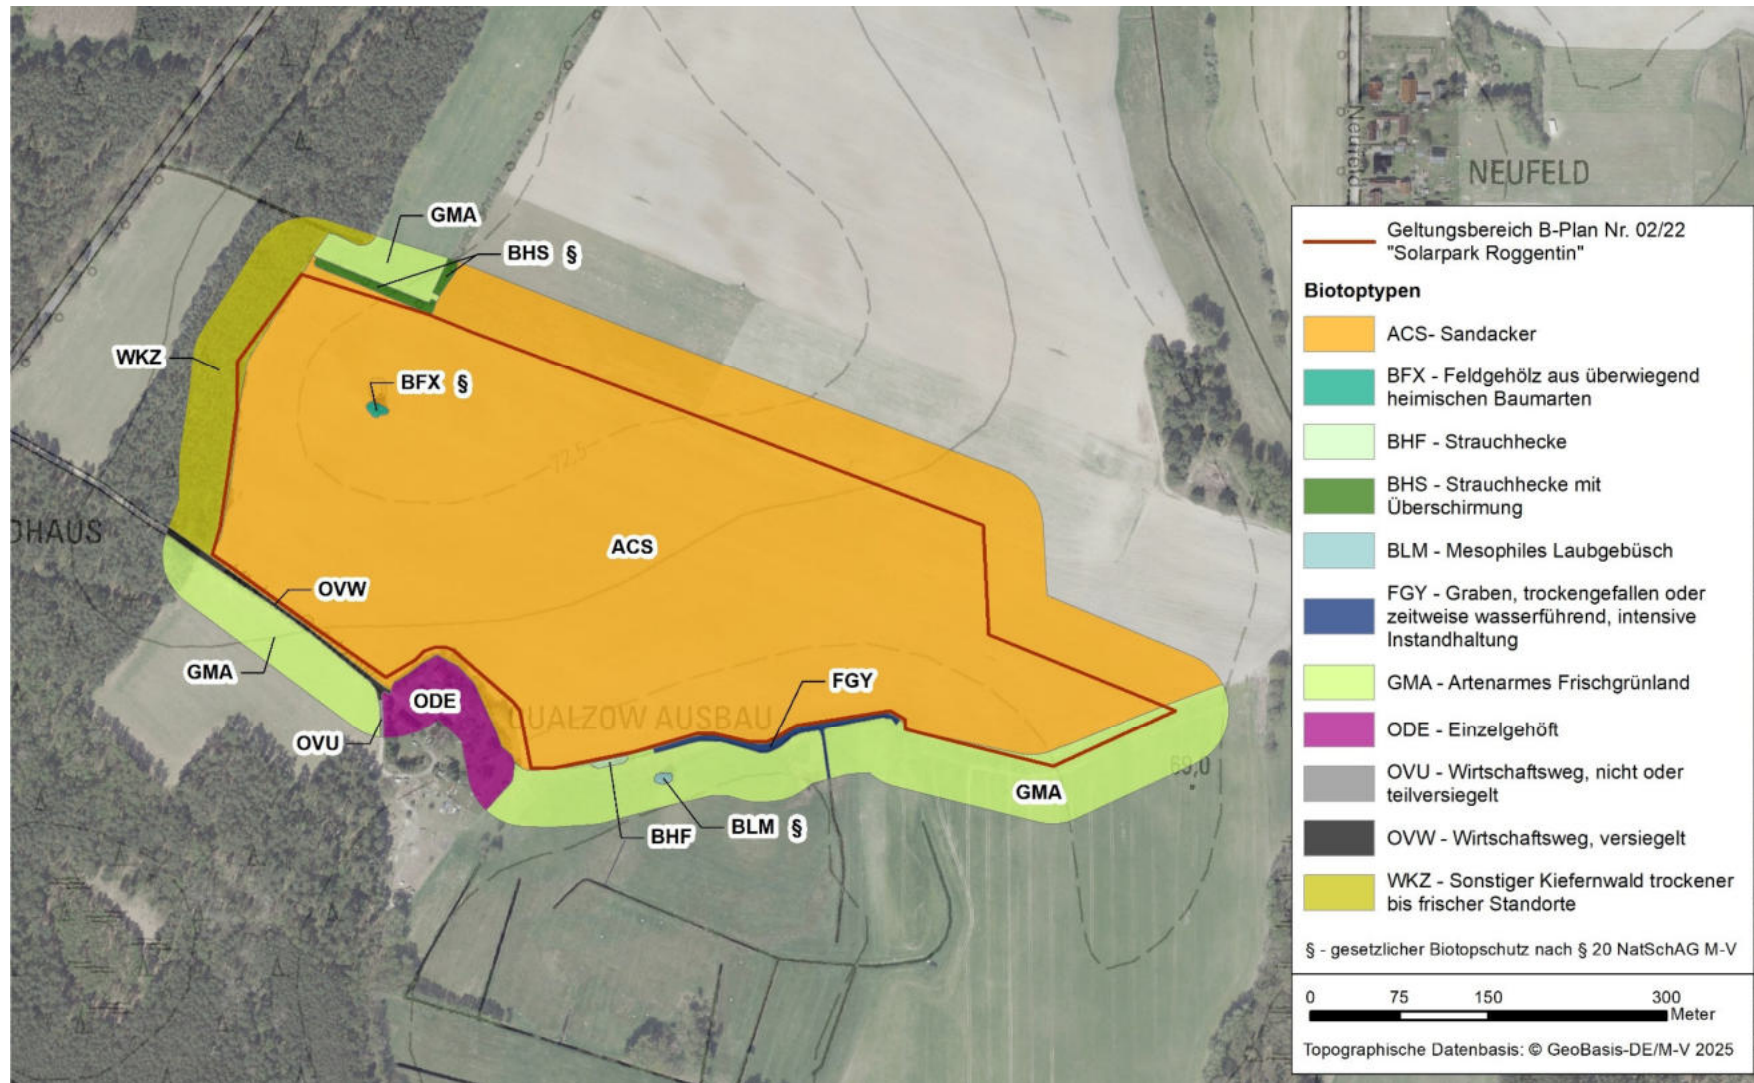 NEUFELD
Neufeld
GMA
BHS §
WKZ
BFX §
72,5
DHAUS
ACS
OVW
GMA
ODE
FGY
QUALZOW AUSBAU
OVU
69,0
GMA
BHF
BLM §
Geltungsbereich B-Plan Nr. 02/22
"Solarpark Roggentin"
Biotoptypen
ACS- Sandacker
BFX - Feldgehölz aus überwiegend
heimischen Baumarten
BHF - Strauchhecke
BHS - Strauchhecke mit
Überschirmung
BLM - Mesophiles Laubgebüsch
FGY - Graben, trockengefallen oder
zeitweise wasserführend, intensive
Instandhaltung
GMA - Artenarmes Frischgrünland
ODE - Einzelgehöft
OVU - Wirtschaftsweg, nicht oder
teilversiegelt
OVW - Wirtschaftsweg, versiegelt
WKZ - Sonstiger Kiefernwald trockener
bis frischer Standorte
§ - gesetzlicher Biotopschutz nach § 20 NatSchAG M-V
0 75 150 300
Meter
Topographische Datenbasis: © GeoBasis-DE/M-V 2025